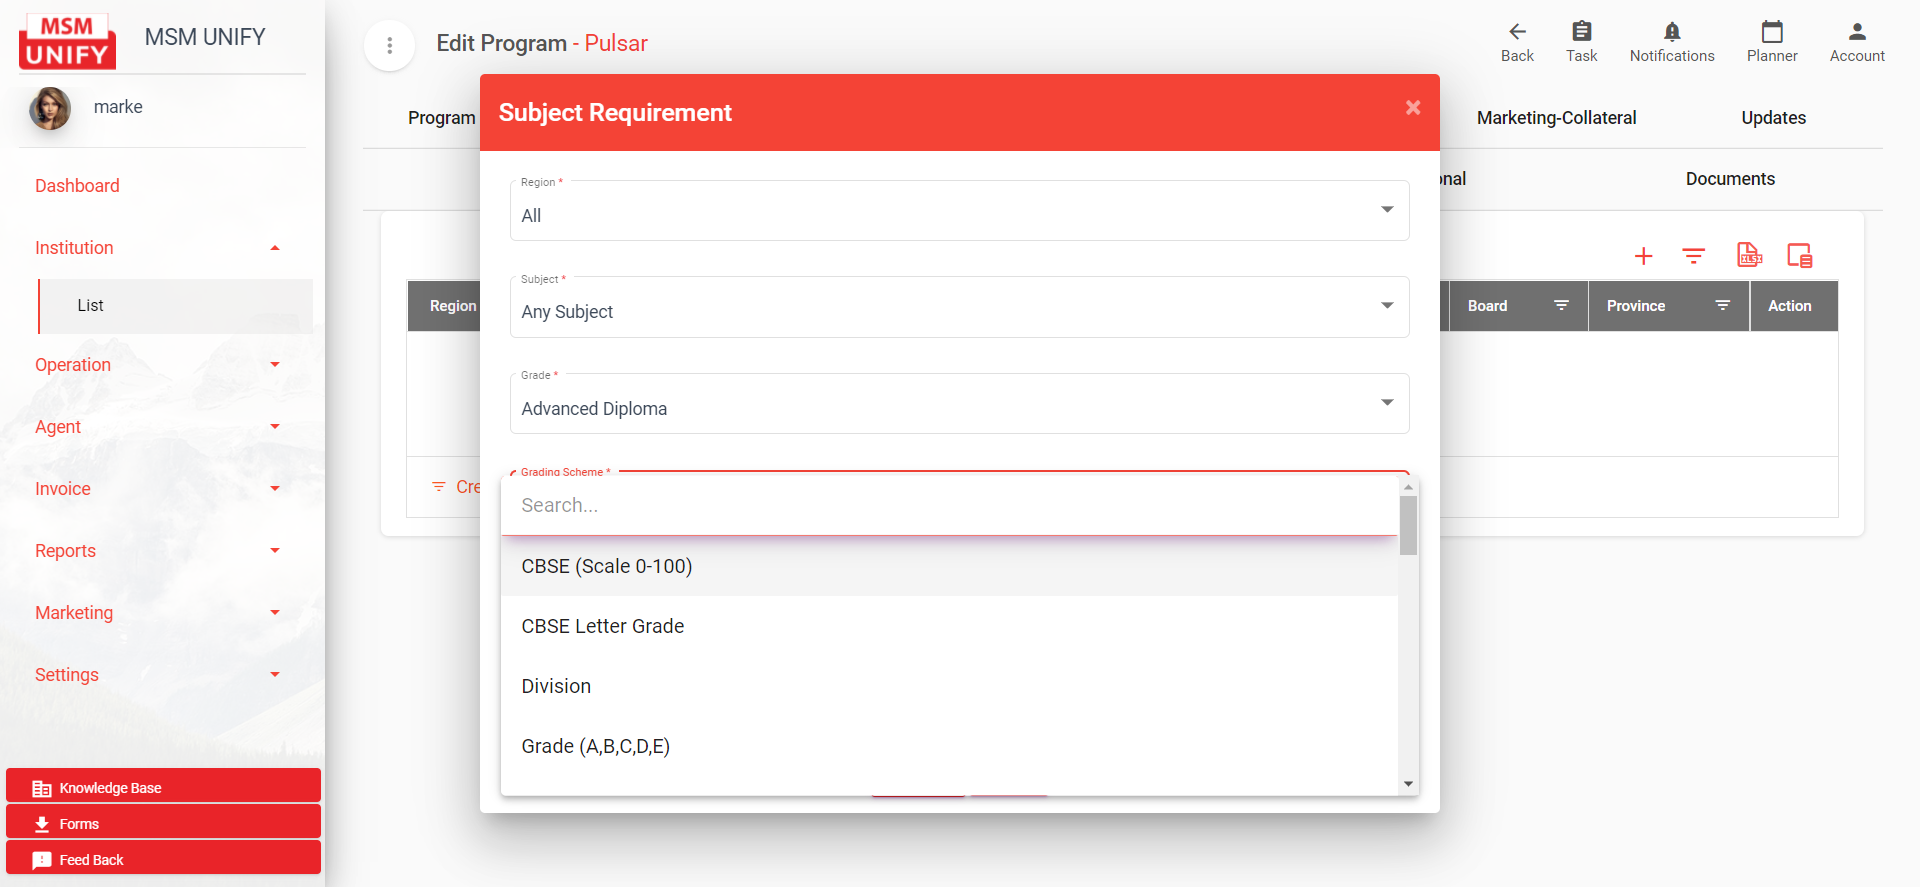 MSM
UNIFY
MSM UNIFY
marke
Dashboard
Institution
List
Operation
Agent
Invoice
Reports
Marketing
Settings
Knowledge Base
Forms
Feed Back
Edit Program - Pulsar
Back
Task
Notifications
Planner
Account
Program
Marketing-Collateral
Updates
onal
Documents
Subject Requirement
Region *
All
Subject *
Any Subject
Grade *
Advanced Diploma
Grading Scheme *
Search...
CBSE (Scale 0-100)
CBSE Letter Grade
Division
Grade (A,B,C,D,E)
XLSX
Region
Board
Province
Action
Cre